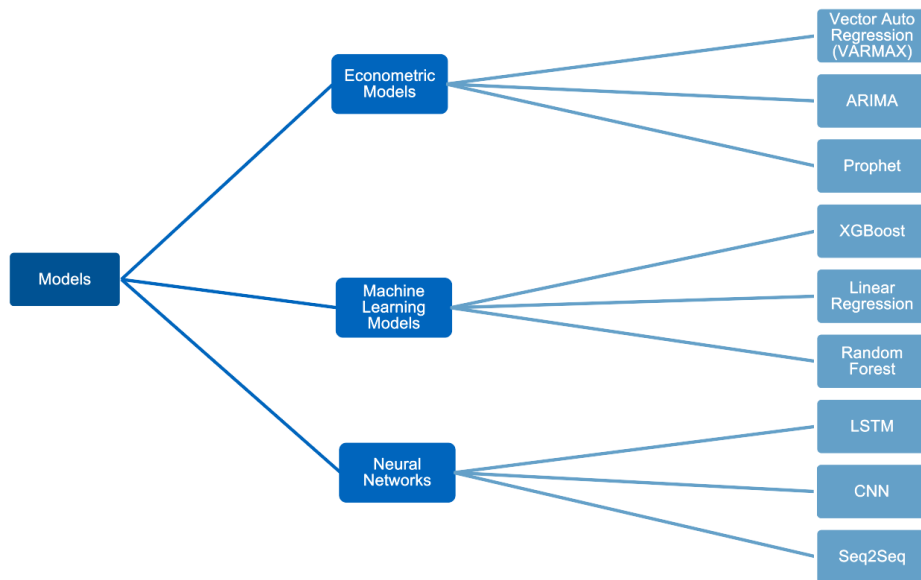 Models
Econometric
Models
Machine
Learning
Models
Neural
Networks
Vector Auto
Regression
(VARMAX)
ARIMA
Prophet
XGBoost
Linear
Regression
Random
Forest
LSTM
CNN
Seq2Seq